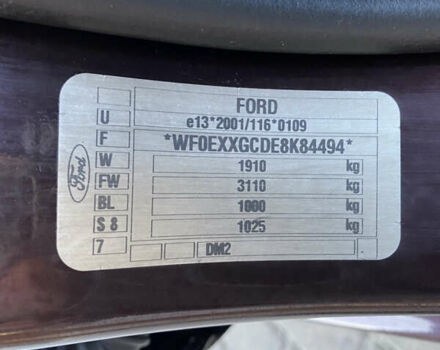 FORD
U e13*2001/116*0109
F *WF0EXXGCDE8K84494*
W 1910 kg
FW 3110 kg
BL 1000 kg
S 8 1025 kg
7 DM2
Ford